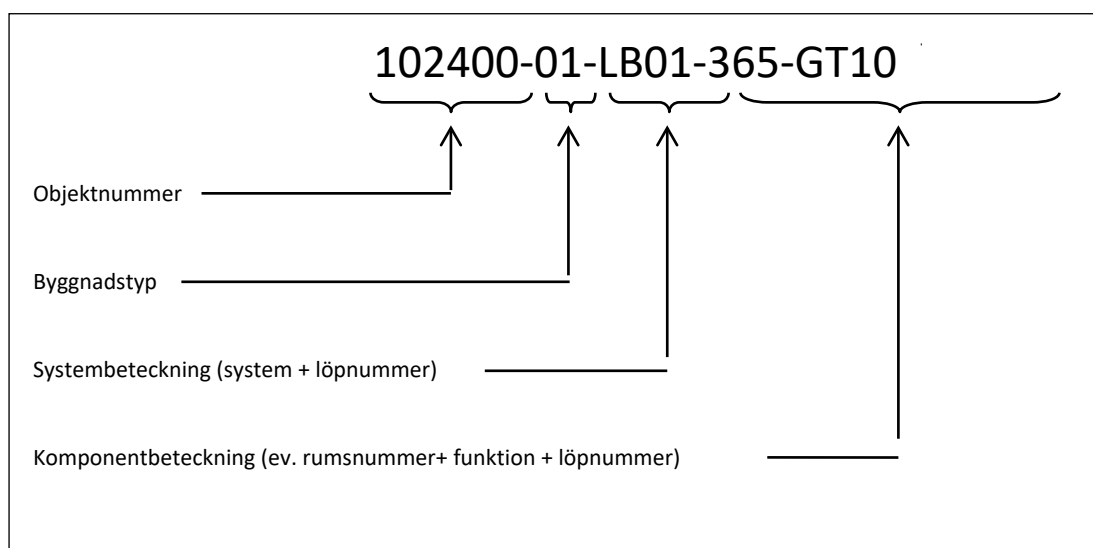 102400-01-LB01-365-GT10
Objektnummer
Byggnadstyp
Systembeteckning (system + löpnummer)
Komponentbeteckning (ev. rumsnummer+ funktion + löpnummer)